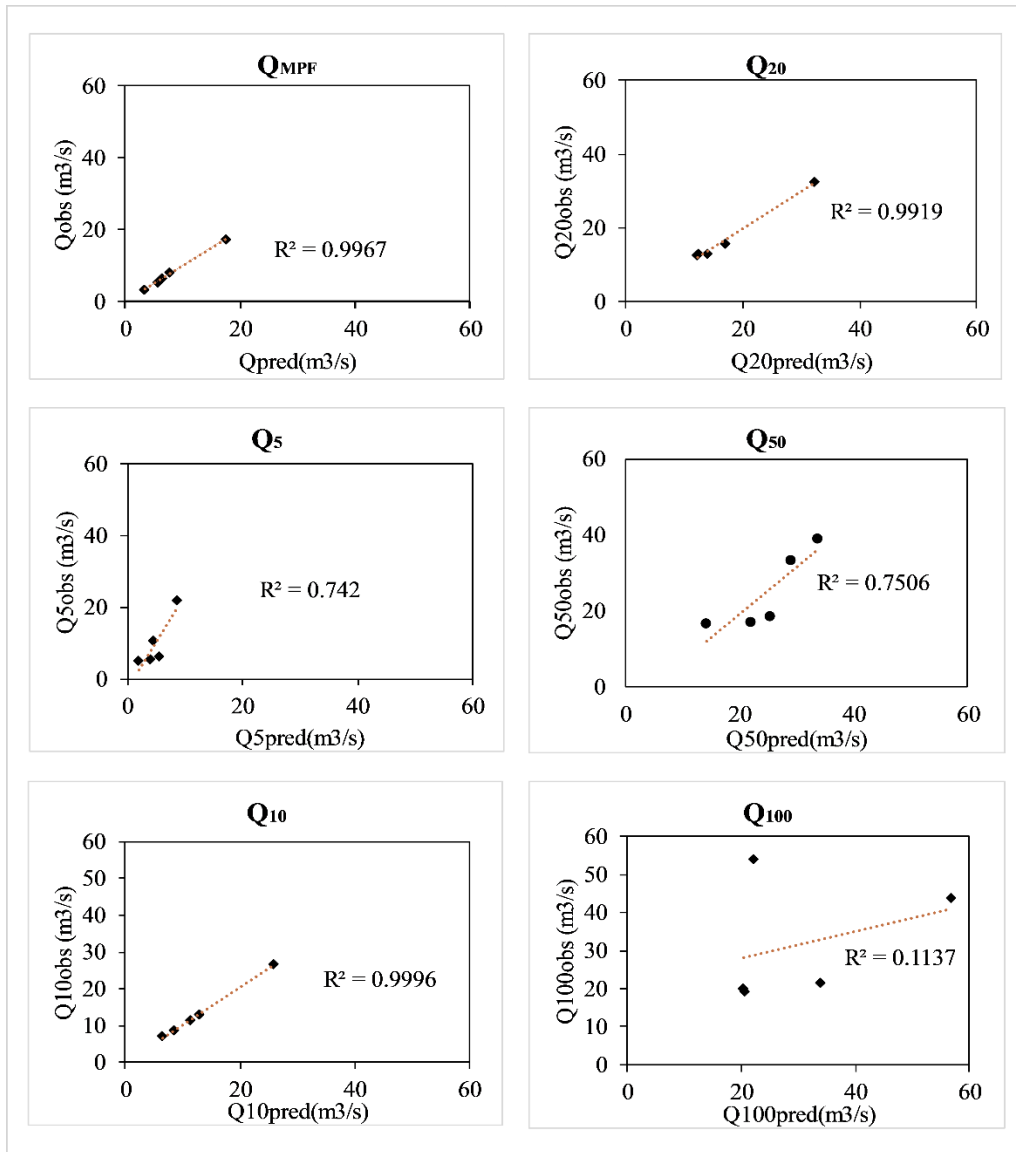 QMPF
60
40
20
0
Qobs (m3/s)
R² = 0.9967
0 20 40 60
Qpred(m3/s)
Q20
60
40
20
0
Q20obs (m3/s)
R² = 0.9919
0 20 40 60
Q20pred(m3/s)
Q5
60
40
20
0
Q5obs (m3/s)
R² = 0.742
0 20 40 60
Q5pred(m3/s)
Q50
60
40
20
0
Q50obs (m3/s)
R² = 0.7506
0 20 40 60
Q50pred(m3/s)
Q10
60
50
40
30
20
10
0
Q10obs (m3/s)
R² = 0.9996
0 20 40 60
Q10pred(m3/s)
Q100
60
50
40
30
20
10
0
Q100obs (m3/s)
R² = 0.1137
0 20 40 60
Q100pred(m3/s)